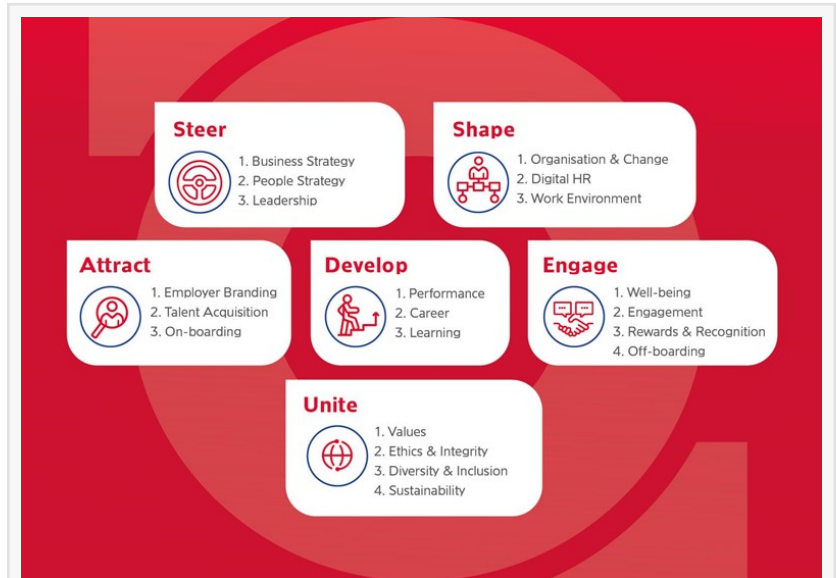 Steer
1. Business Strategy
2. People Strategy
3. Leadership
Shape
1. Organisation & Change
2. Digital HR
3. Work Environment
Attract
1. Employer Branding
2. Talent Acquisition
3. On-boarding
Develop
1. Performance
2. Career
3. Learning
Engage
1. Well-being
2. Engagement
3. Rewards & Recognition
4. Off-boarding
Unite
1. Values
2. Ethics & Integrity
3. Diversity & Inclusion
4. Sustainability